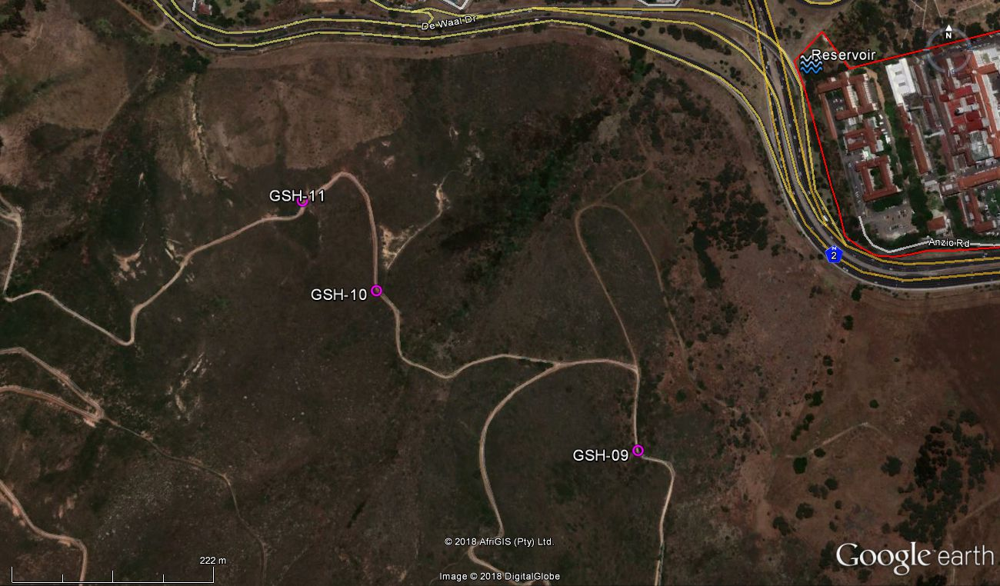 De Waal Dr
N
Reservoir
GSH-11
Anzio Rd
N
2
GSH-10
GSH-09
© 2018 AfriGIS (Pty) Ltd.
222 m
Google earth
Image © 2018 DigitalGlobe